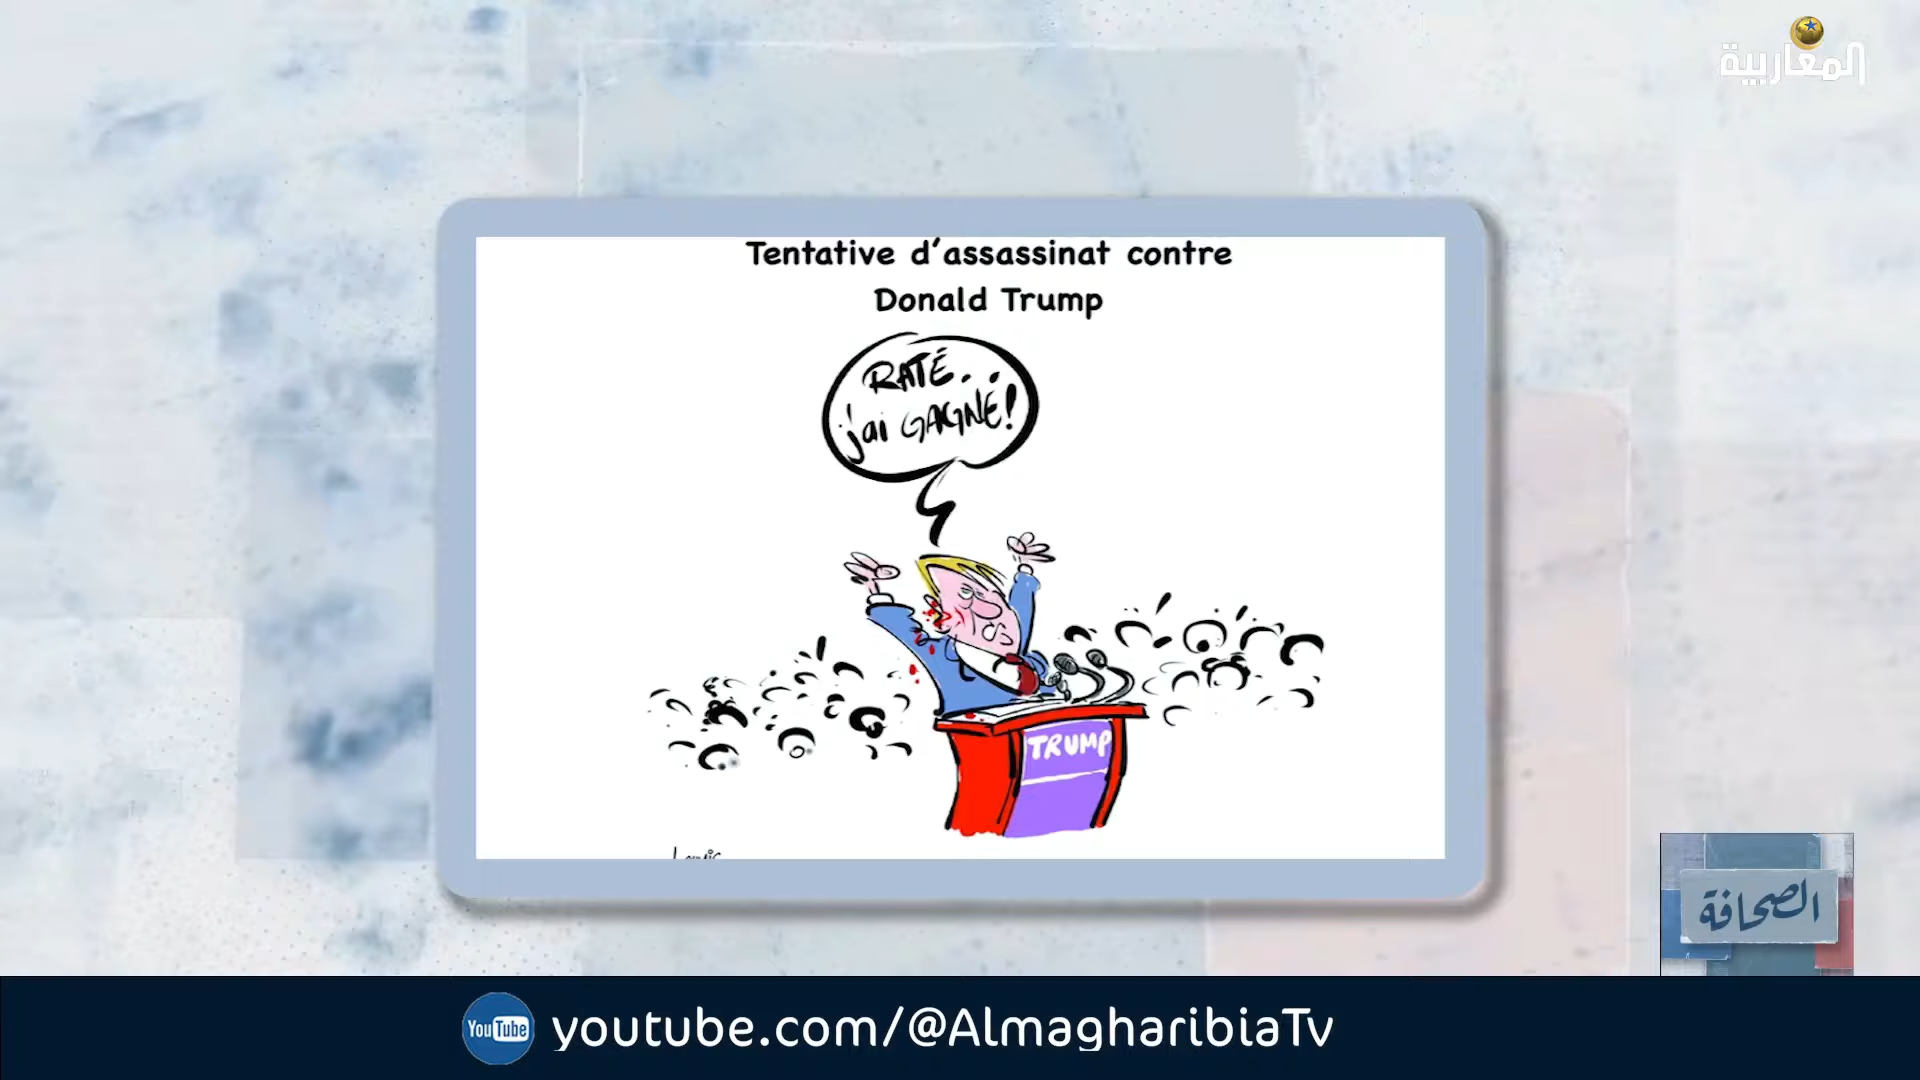 المغاربية
Tentative d'assassinat contre
Donald Trump
RATÉ..
j'ai GAGNÉ!
TRUMP
الصحافة
YouTube
youtube.com/@AlmagharibiaTv